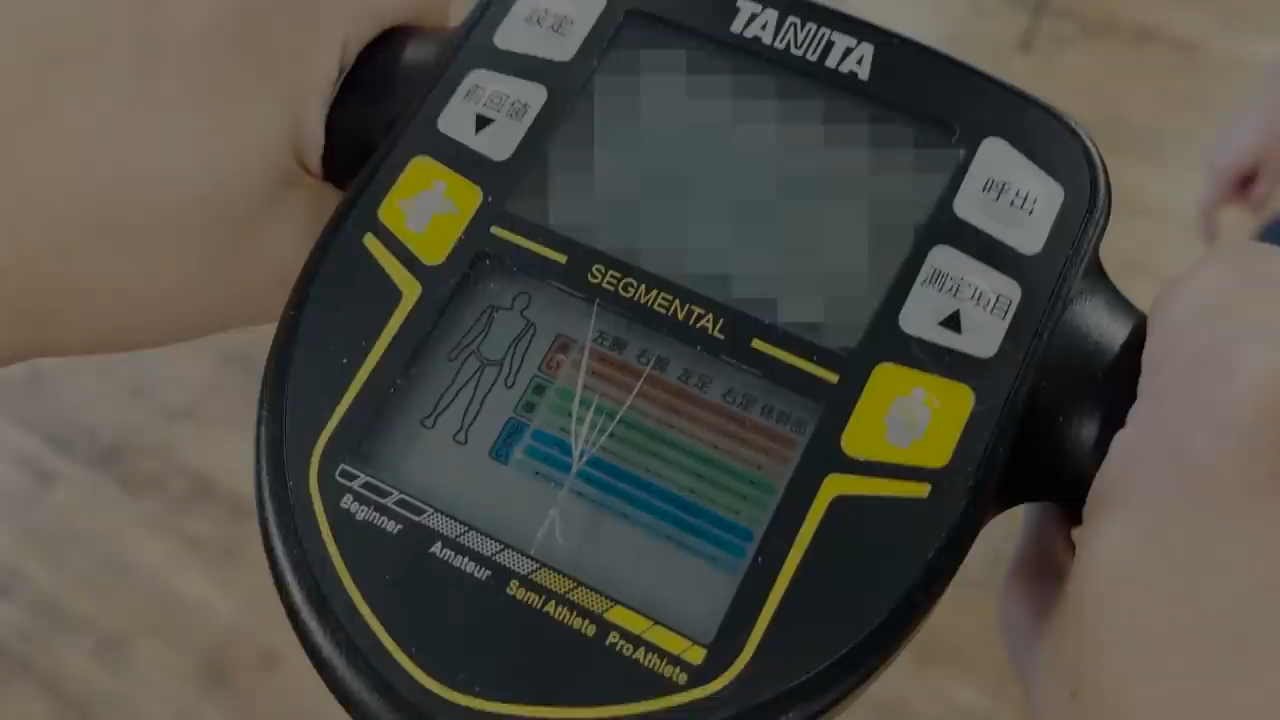 TANITA
設定
前回値
▼
呼出
測定項目
▲
SEGMENTAL
左腕 右腕 左足 右足 体幹部
Beginner
Amateur
Semi Athlete
Pro Athlete